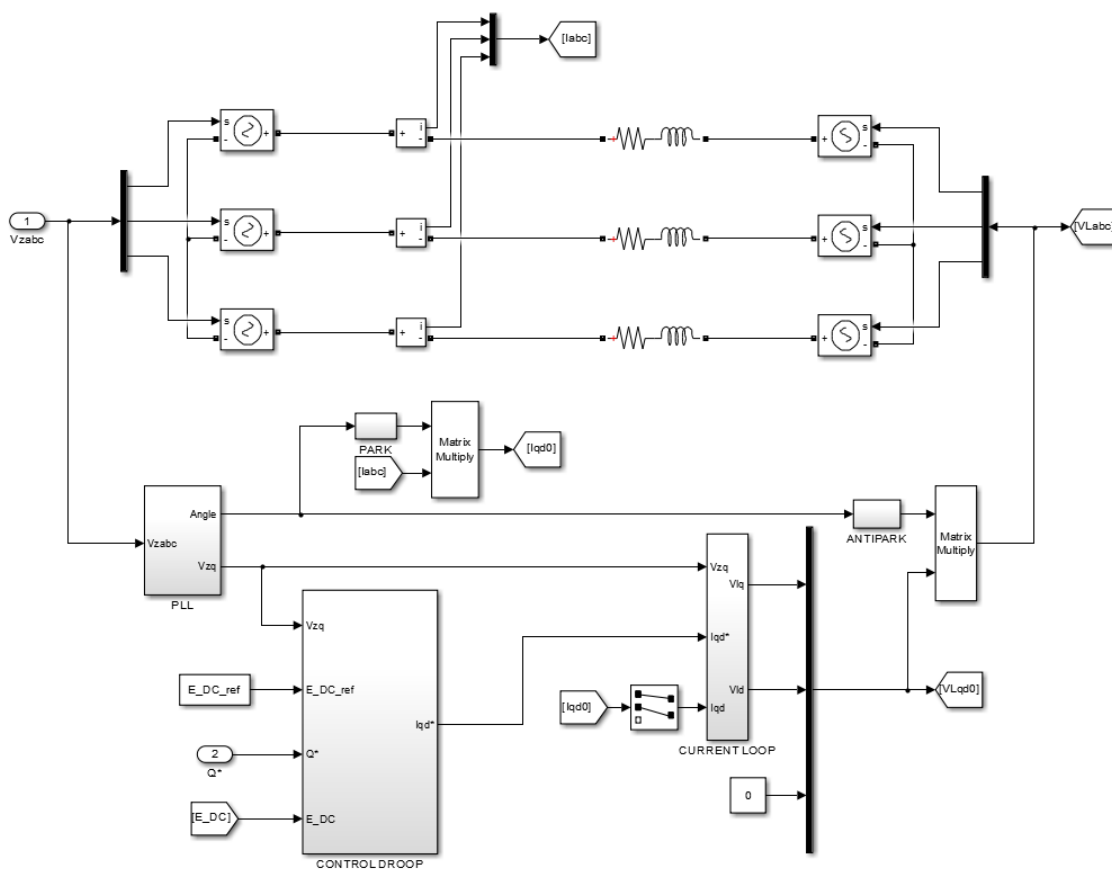 [Iabc]
s
-
+
+
i
-
+
s
-
1
Vzabc
s
-
+
+
i
-
+
s
-
[VLabc]
s
-
+
+
i
-
+
s
-
PARK
[Iabc]
Matrix
Multiply
[Iqd0]
Vzabc
Angle
Vzq
PLL
ANTIPARK
Matrix
Multiply
Vzq
E_DC_ref
E_DC_ref
2
Q*
Q*
[E_DC]
E_DC
Iqd*
CONTROL DROOP
[Iqd0]
Vzq
Vlq
Iqd*
Vld
Iqd
CURRENT LOOP
0
[VLqd0]